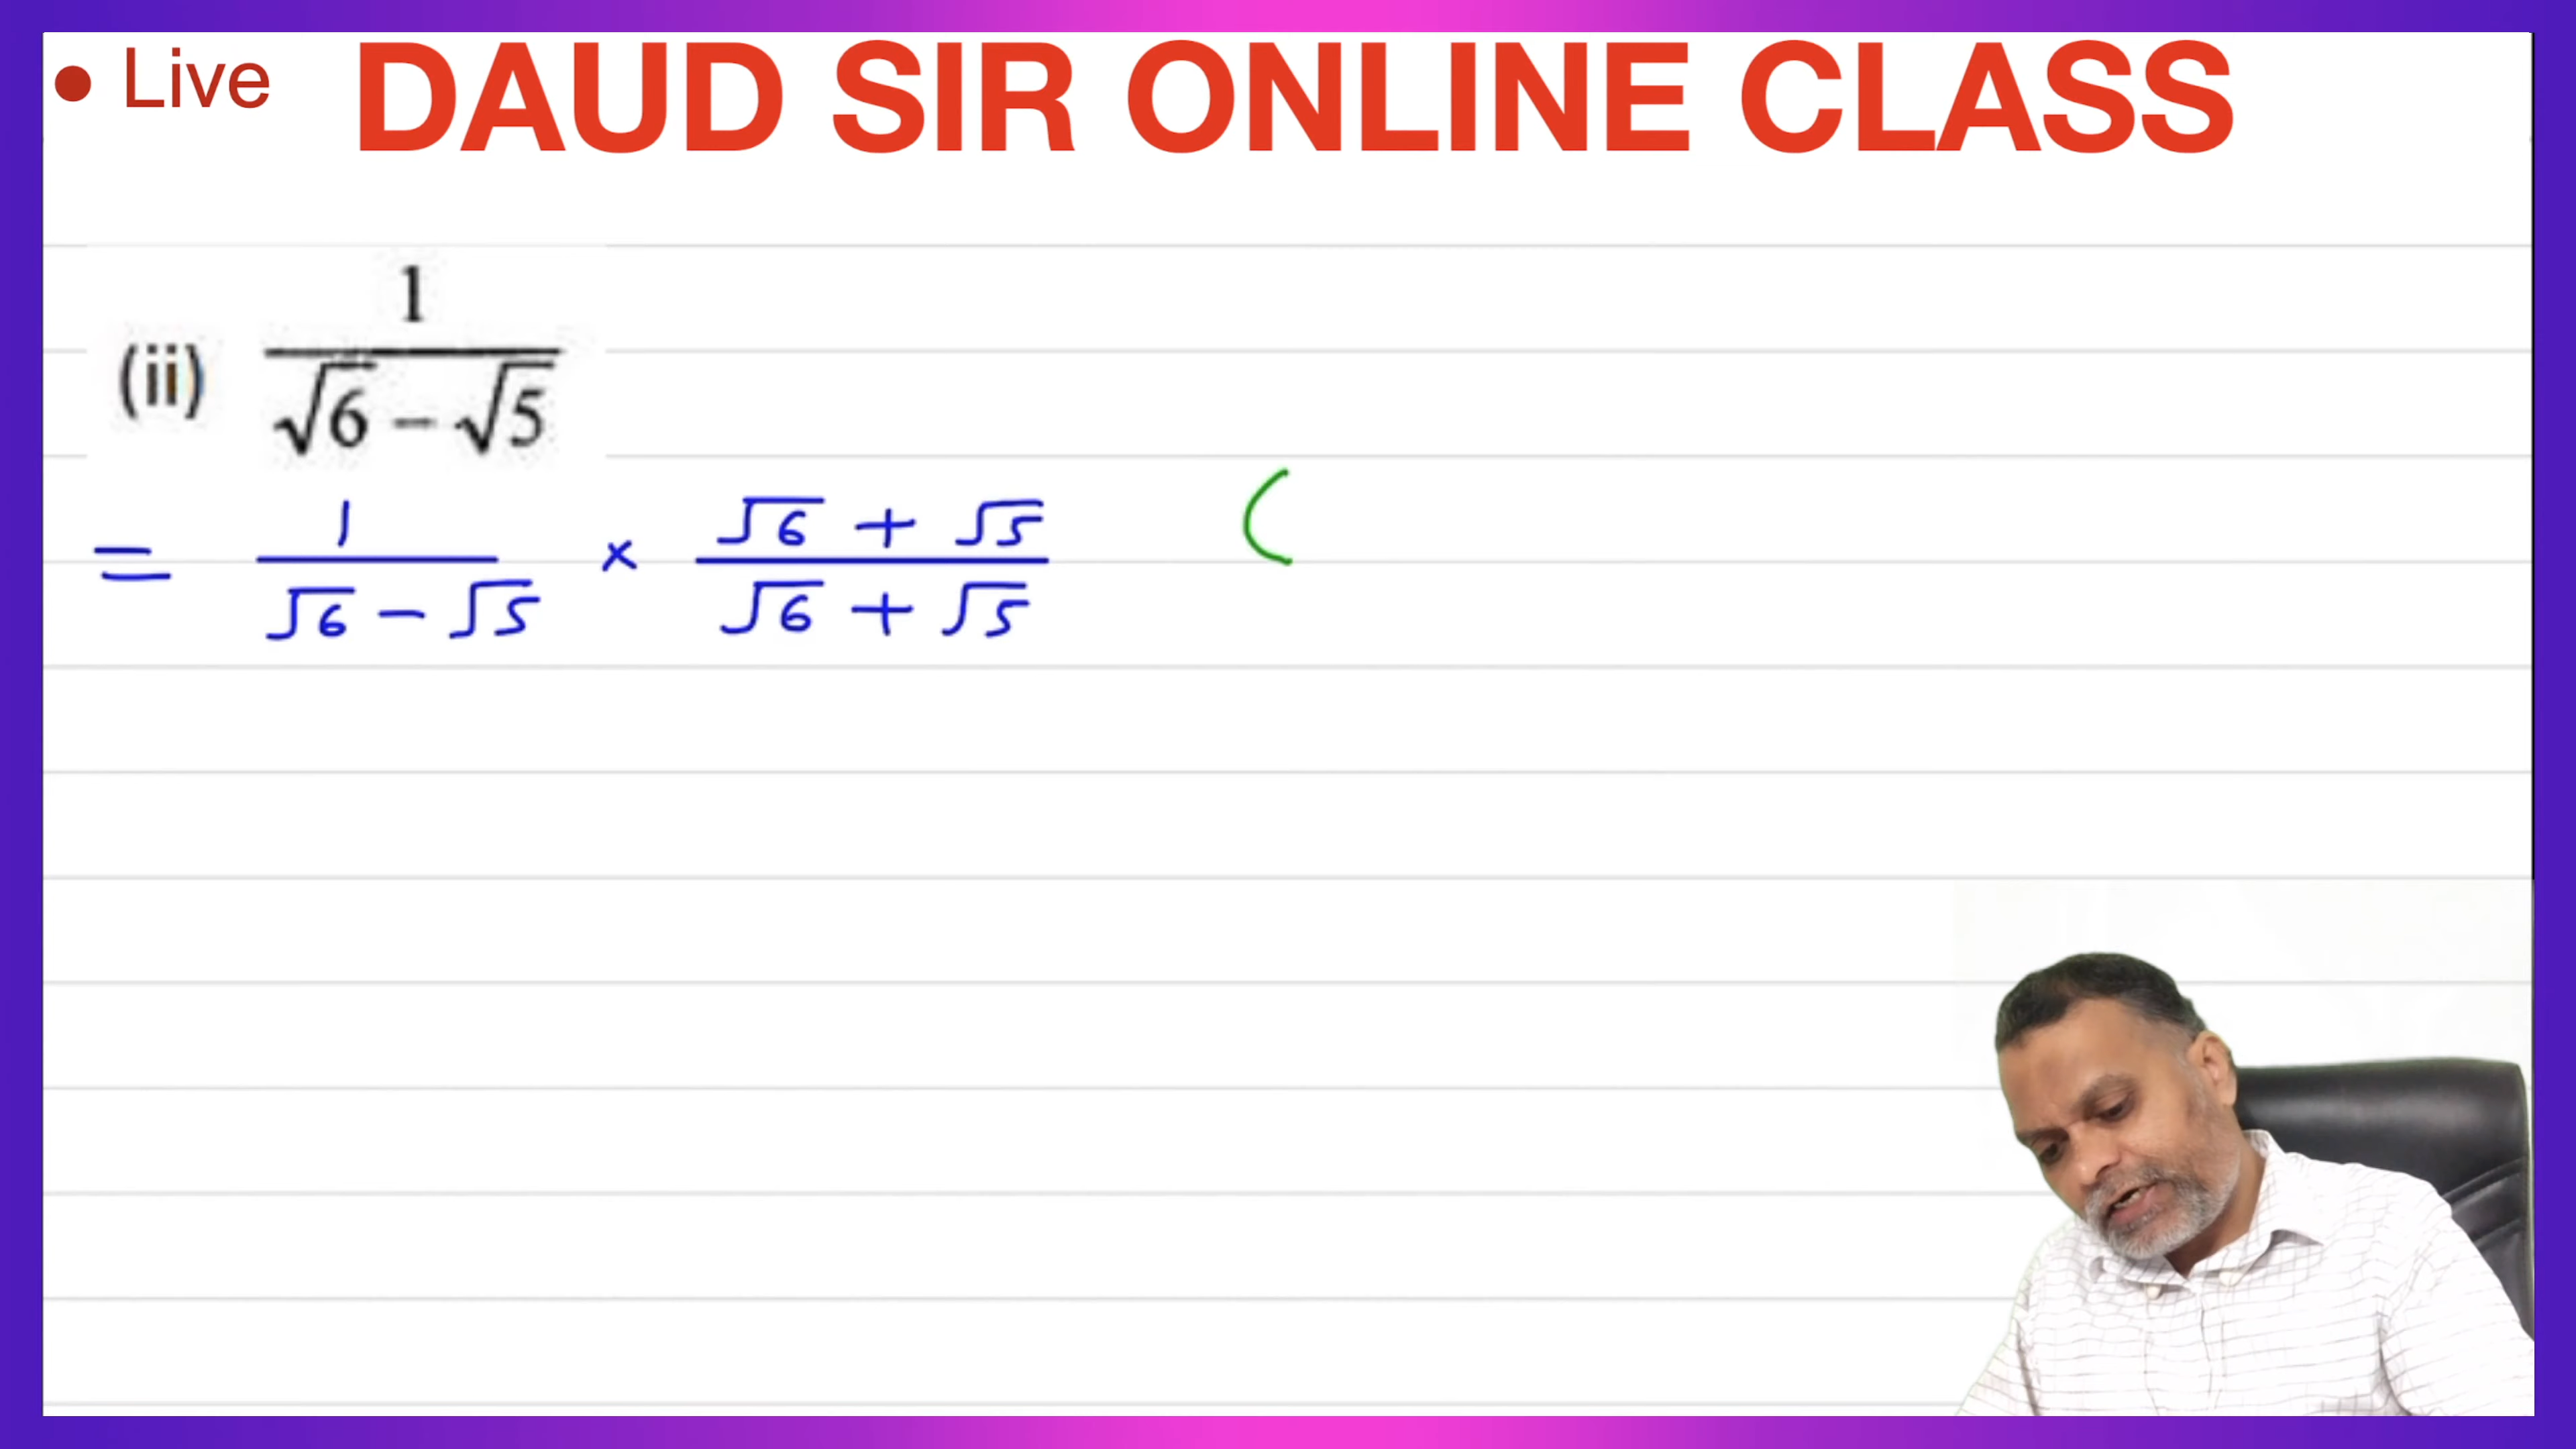 • Live DAUD SIR ONLINE CLASS
(ii) 1/(√6 – √5)
= 1/(√6 – √5) × (√6 + √5)/(√6 + √5) (